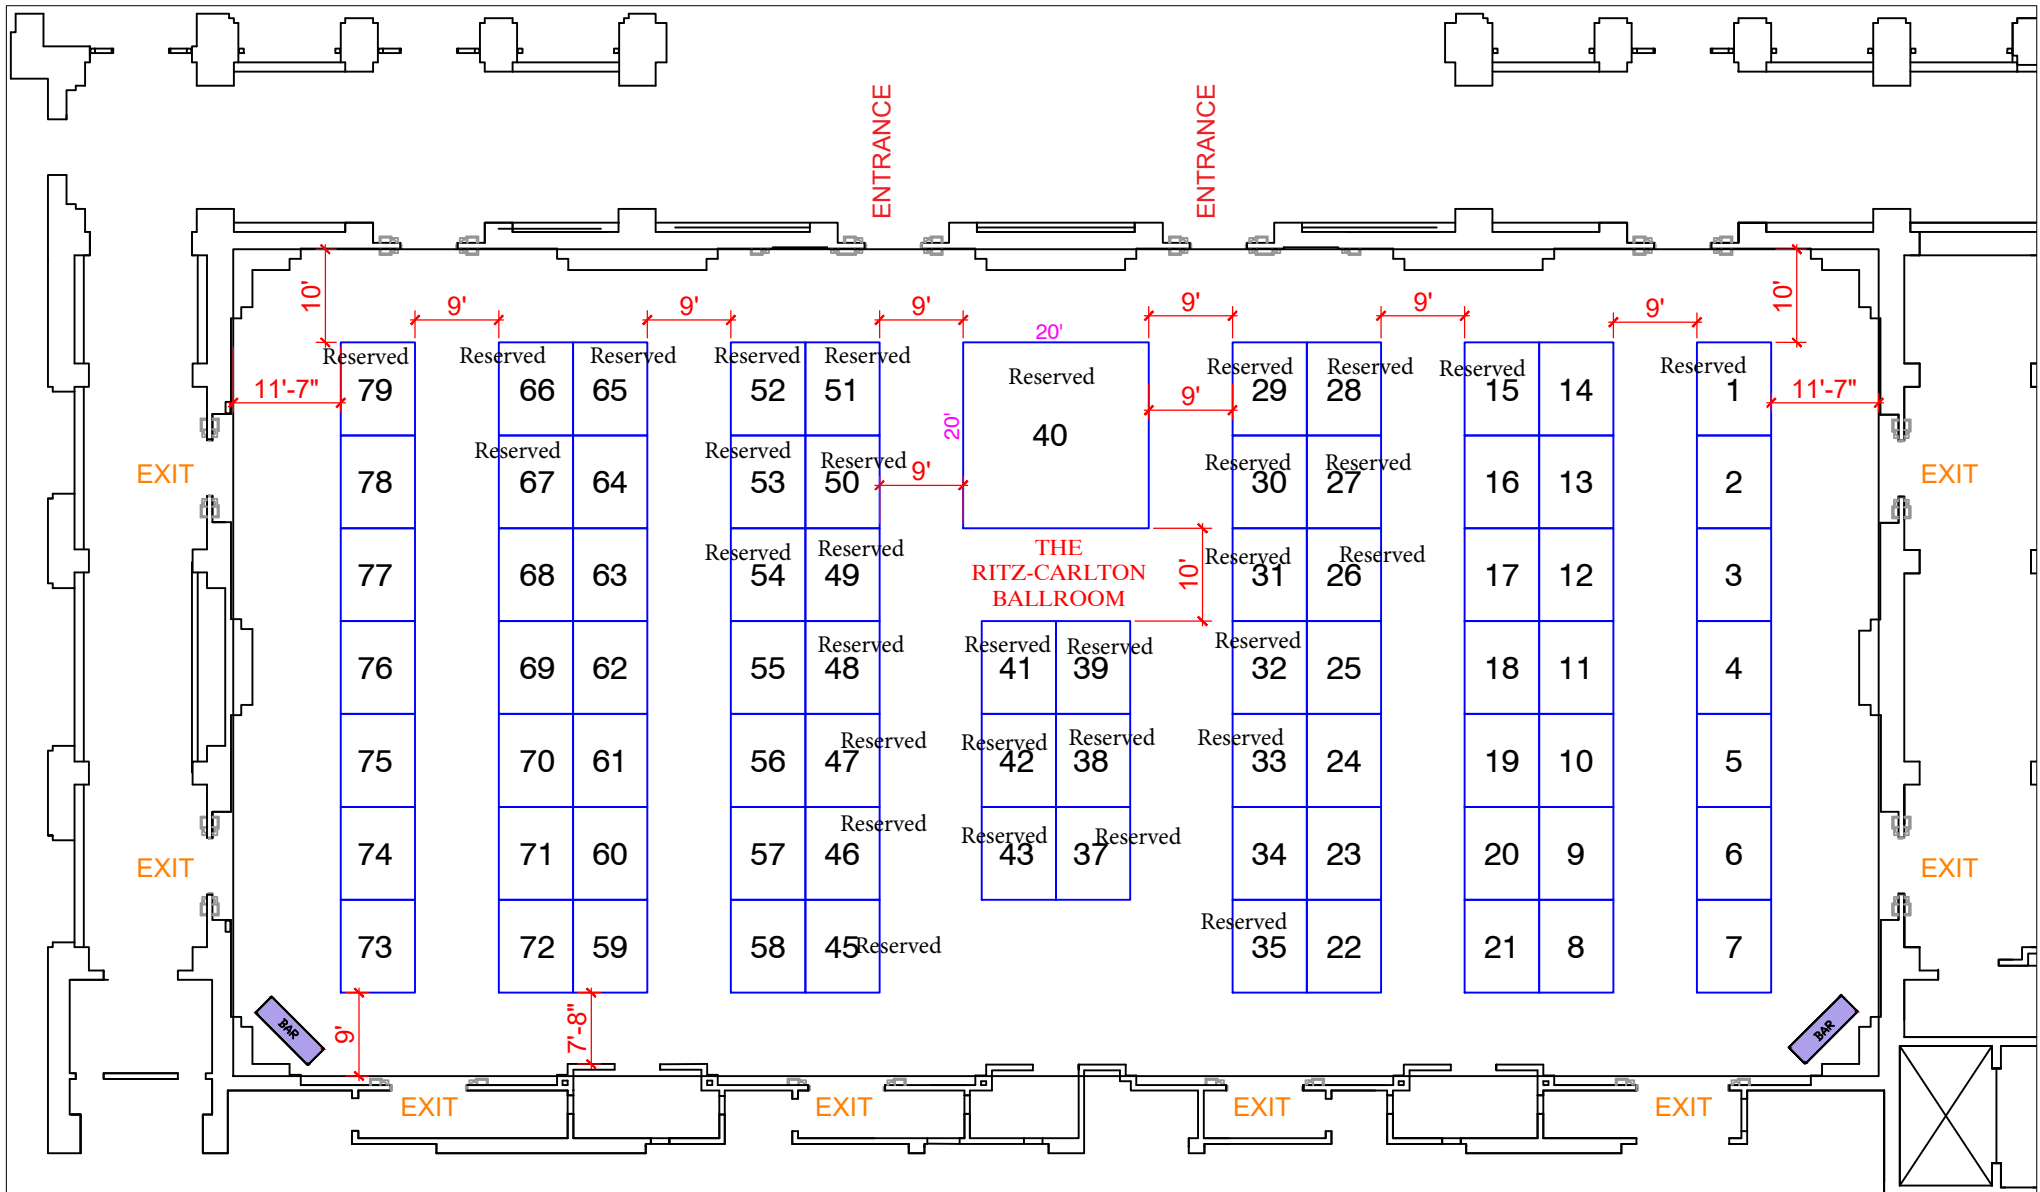 ENTRANCE
ENTRANCE
10'
9'
9'
9'
9'
9'
9'
10'
20'
Reserved
Reserved
Reserved
Reserved
Reserved
Reserved
Reserved
Reserved
Reserved
Reserved
11'-7"
79
66
65
52
51
20'
40
9'
29
28
15
14
1
11'-7"
EXIT
Reserved
Reserved
Reserved
9'
Reserved
Reserved
EXIT
78
67
64
53
50
30
27
16
13
2
Reserved
Reserved
THE
RITZ-CARLTON
BALLROOM
10'
Reserved
Reserved
77
68
63
54
49
31
26
17
12
3
Reserved
Reserved
Reserved
Reserved
76
69
62
55
48
41
39
32
25
18
11
4
Reserved
Reserved
Reserved
Reserved
75
70
61
56
47
42
38
33
24
19
10
5
Reserved
Reserved
Reserved
EXIT
74
71
60
57
46
43
37
34
23
20
9
6
EXIT
Reserved
73
72
59
58
45
Reserved
35
22
21
8
7
BAR
9'
7'-8"
BAR
EXIT
EXIT
EXIT
EXIT